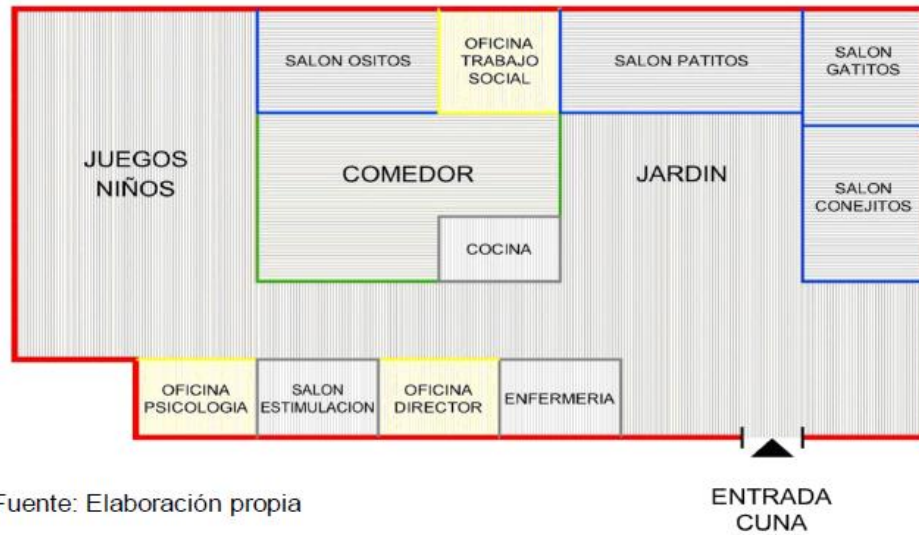 SALON OSITOS
OFICINA
TRABAJO
SOCIAL
SALON PATITOS
SALON
GATITOS
JUEGOS
NIÑOS
COMEDOR
JARDIN
SALON
CONEJITOS
COCINA
OFICINA
PSICOLOGIA
SALON
ESTIMULACION
OFICINA
DIRECTOR
ENFERMERIA
Fuente: Elaboración propia
ENTRADA
CUNA